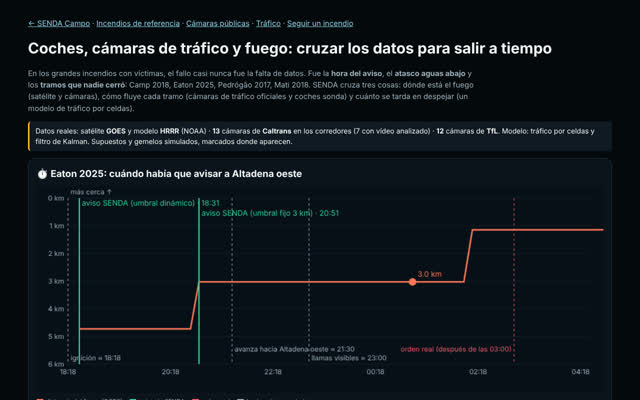 ← SENDA Campo · Incendios de referencia · Cámaras públicas · Tráfico · Seguir un incendio
Coches, cámaras de tráfico y fuego: cruzar los datos para salir a tiempo
En los grandes incendios con víctimas, el fallo casi nunca fue la falta de datos. Fue la hora del aviso, el atasco aguas abajo y
los tramos que nadie cerró: Camp 2018, Eaton 2025, Pedrógão 2017, Mati 2018. SENDA cruza tres cosas: dónde está el fuego
(satélite y cámaras), cómo fluye cada tramo (cámaras de tráfico oficiales y coches sonda) y cuánto se tarda en despejar (un
modelo de tráfico por celdas).
Datos reales: satélite GOES y modelo HRRR (NOAA) · 13 cámaras de Caltrans en los corredores (7 con vídeo analizado) · 12 cámaras de TfL. Modelo: tráfico por celdas y
filtro de Kalman. Supuestos y gemelos simulados, marcados donde aparecen.
Eaton 2025: cuándo había que avisar a Altadena oeste
más cerca ↑
0 km
aviso SENDA (umbral dinámico) · 18:31
aviso SENDA (umbral fijo 3 km) · 20:51
1 km
2 km
3.0 km
3 km
4 km
5 km
avanza hacia Altadena oeste ≈ 21:30
orden real (después de las 03:00)
ignición ≈ 18:18
llamas visibles ≈ 23:00
6 km
18:18
20:18
22:18
00:18
02:18
04:18